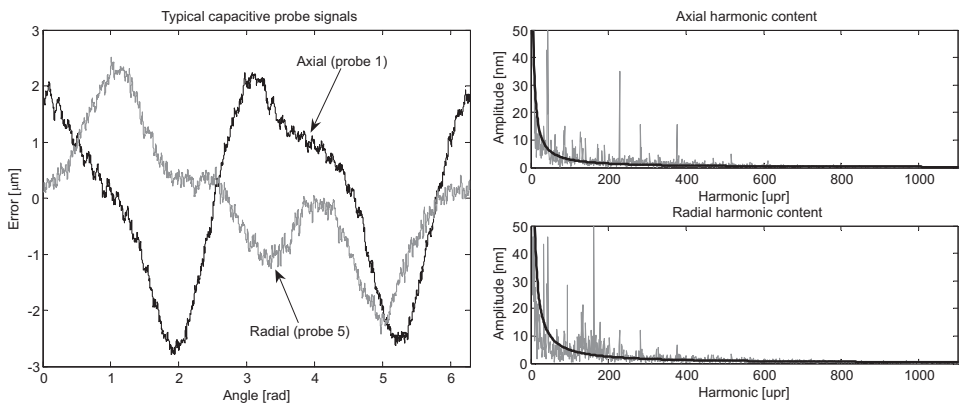 Typical capacitive probe signals
3
2
1
0
-1
-2
-3
Error [μm]
Axial (probe 1)
Radial (probe 5)
0 1 2 3 4 5 6
Angle [rad]
Axial harmonic content
50
40
30
20
10
0
Amplitude [nm]
0 200 400 600 800 1000
Harmonic [upr]
Radial harmonic content
50
40
30
20
10
0
Amplitude [nm]
0 200 400 600 800 1000
Harmonic [upr]